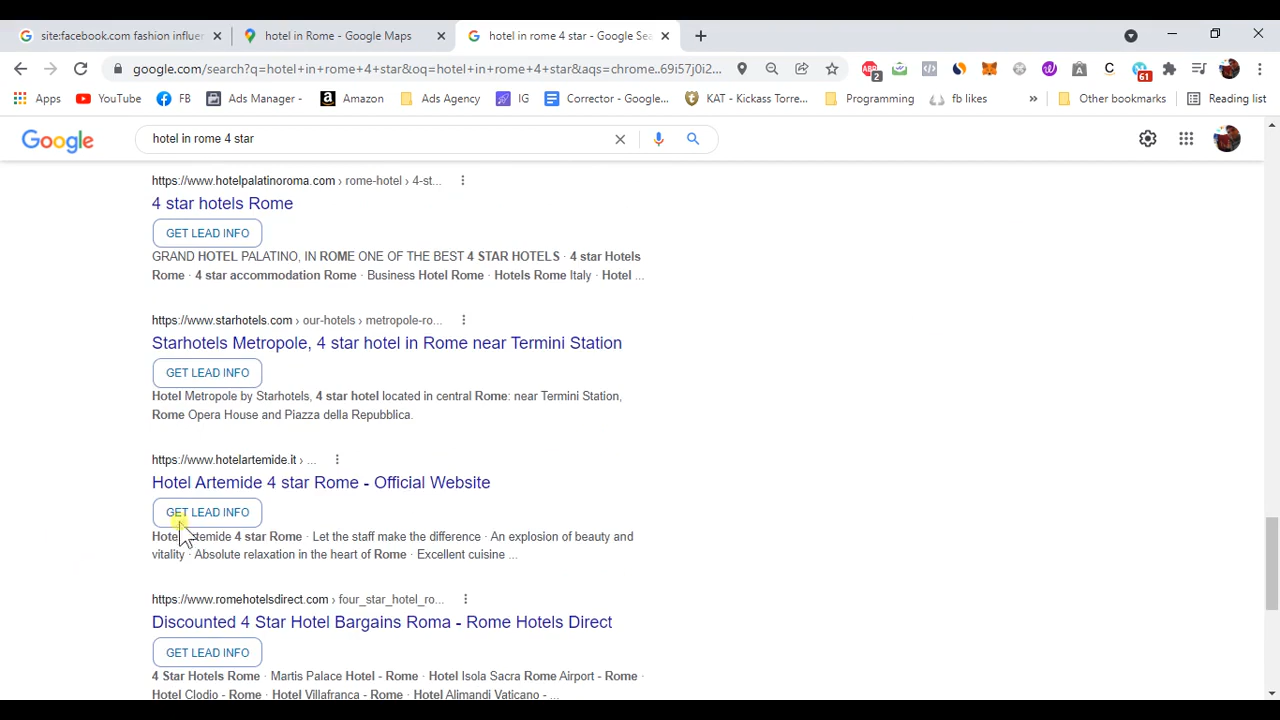 site:facebook.com fashion influer
hotel in Rome - Google Maps
hotel in rome 4 star - Google Sea
google.com/search?q=hotel+in+rome+4+star&oq=hotel+in+rome+4+star&aqs=chrome..69i57j0i2...
2
61
Apps
YouTube
FB
Ads Manager -
Amazon
Ads Agency
IG
Corrector - Google...
KAT - Kickass Torre...
Programming
fb likes
»
Other bookmarks
Reading list
Google
hotel in rome 4 star
https://www.hotelpalatinoroma.com › rome-hotel › 4-st...
4 star hotels Rome
GET LEAD INFO
GRAND HOTEL PALATINO, IN ROME ONE OF THE BEST 4 STAR HOTELS · 4 star Hotels
Rome · 4 star accommodation Rome · Business Hotel Rome · Hotels Rome Italy · Hotel ...
https://www.starhotels.com › our-hotels › metropole-ro...
Starhotels Metropole, 4 star hotel in Rome near Termini Station
GET LEAD INFO
Hotel Metropole by Starhotels, 4 star hotel located in central Rome: near Termini Station,
Rome Opera House and Piazza della Repubblica.
https://www.hotelartemide.it › ...
Hotel Artemide 4 star Rome - Official Website
GET LEAD INFO
Hotel Artemide 4 star Rome · Let the staff make the difference · An explosion of beauty and
vitality · Absolute relaxation in the heart of Rome · Excellent cuisine ...
https://www.romehotelsdirect.com › four_star_hotel_ro...
Discounted 4 Star Hotel Bargains Roma - Rome Hotels Direct
GET LEAD INFO
4 Star Hotels Rome · Martis Palace Hotel - Rome · Hotel Isola Sacra Rome Airport - Rome ·
Hotel Clodio - Rome · Hotel Villafranca - Rome · Hotel Alimandi Vaticano - ...